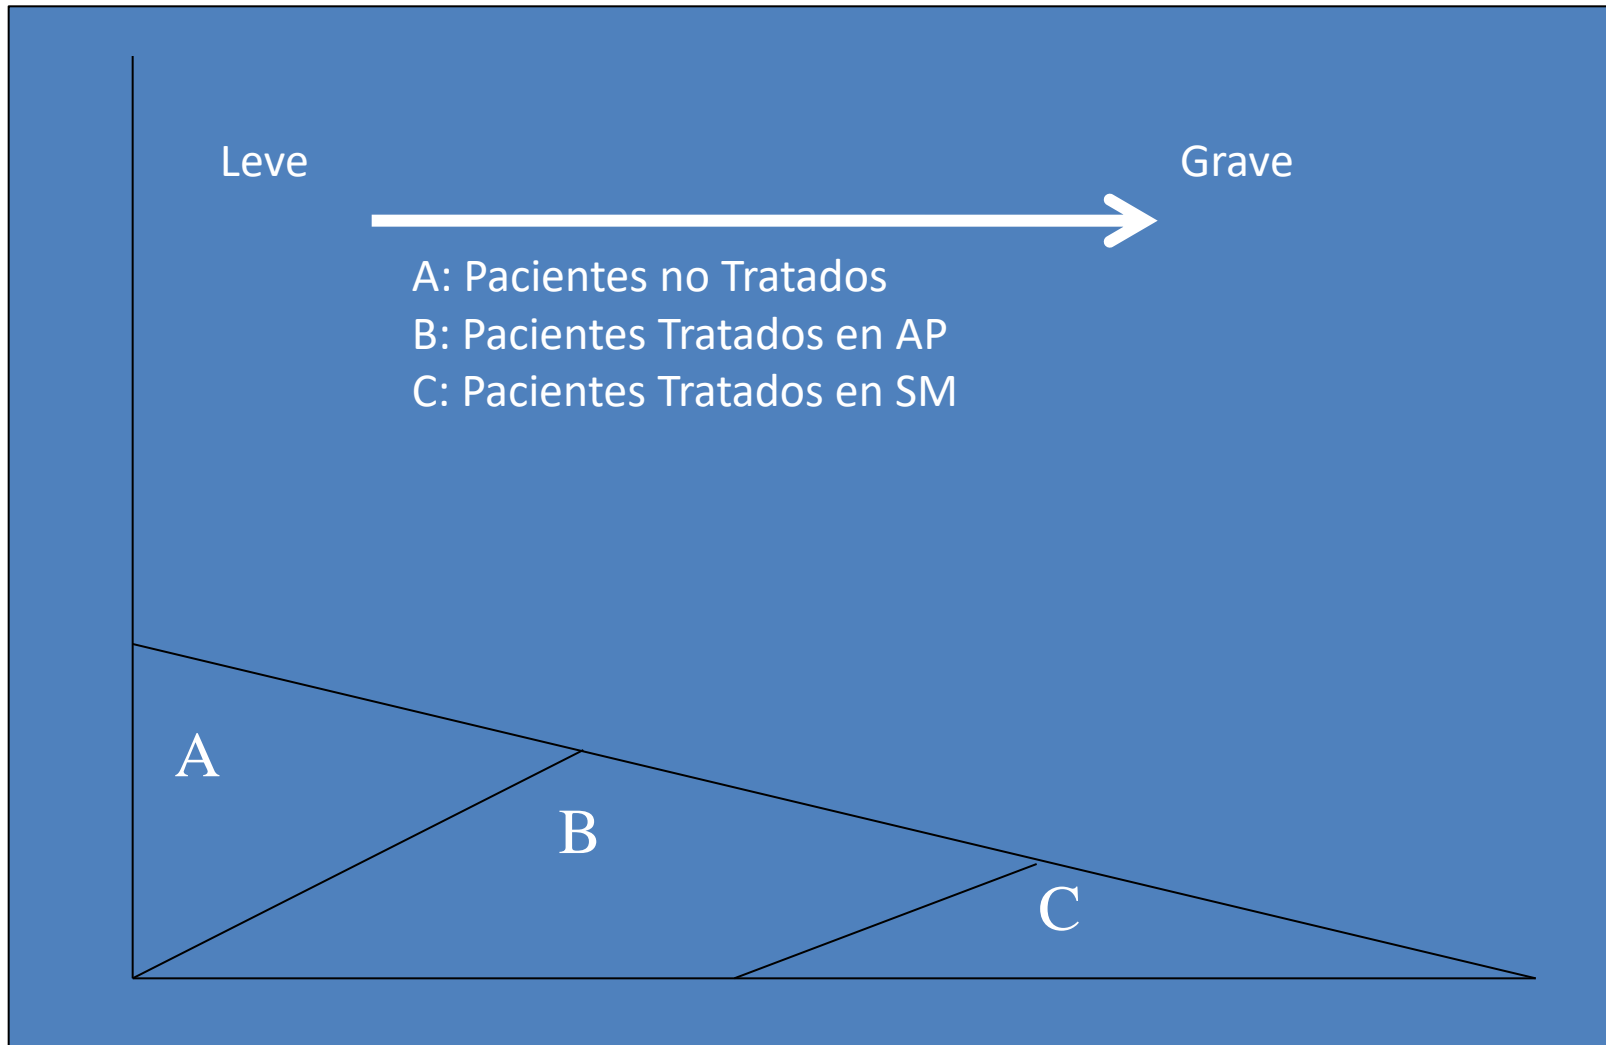 Leve
Grave
A: Pacientes no Tratados
B: Pacientes Tratados en AP
C: Pacientes Tratados en SM
A
B
C